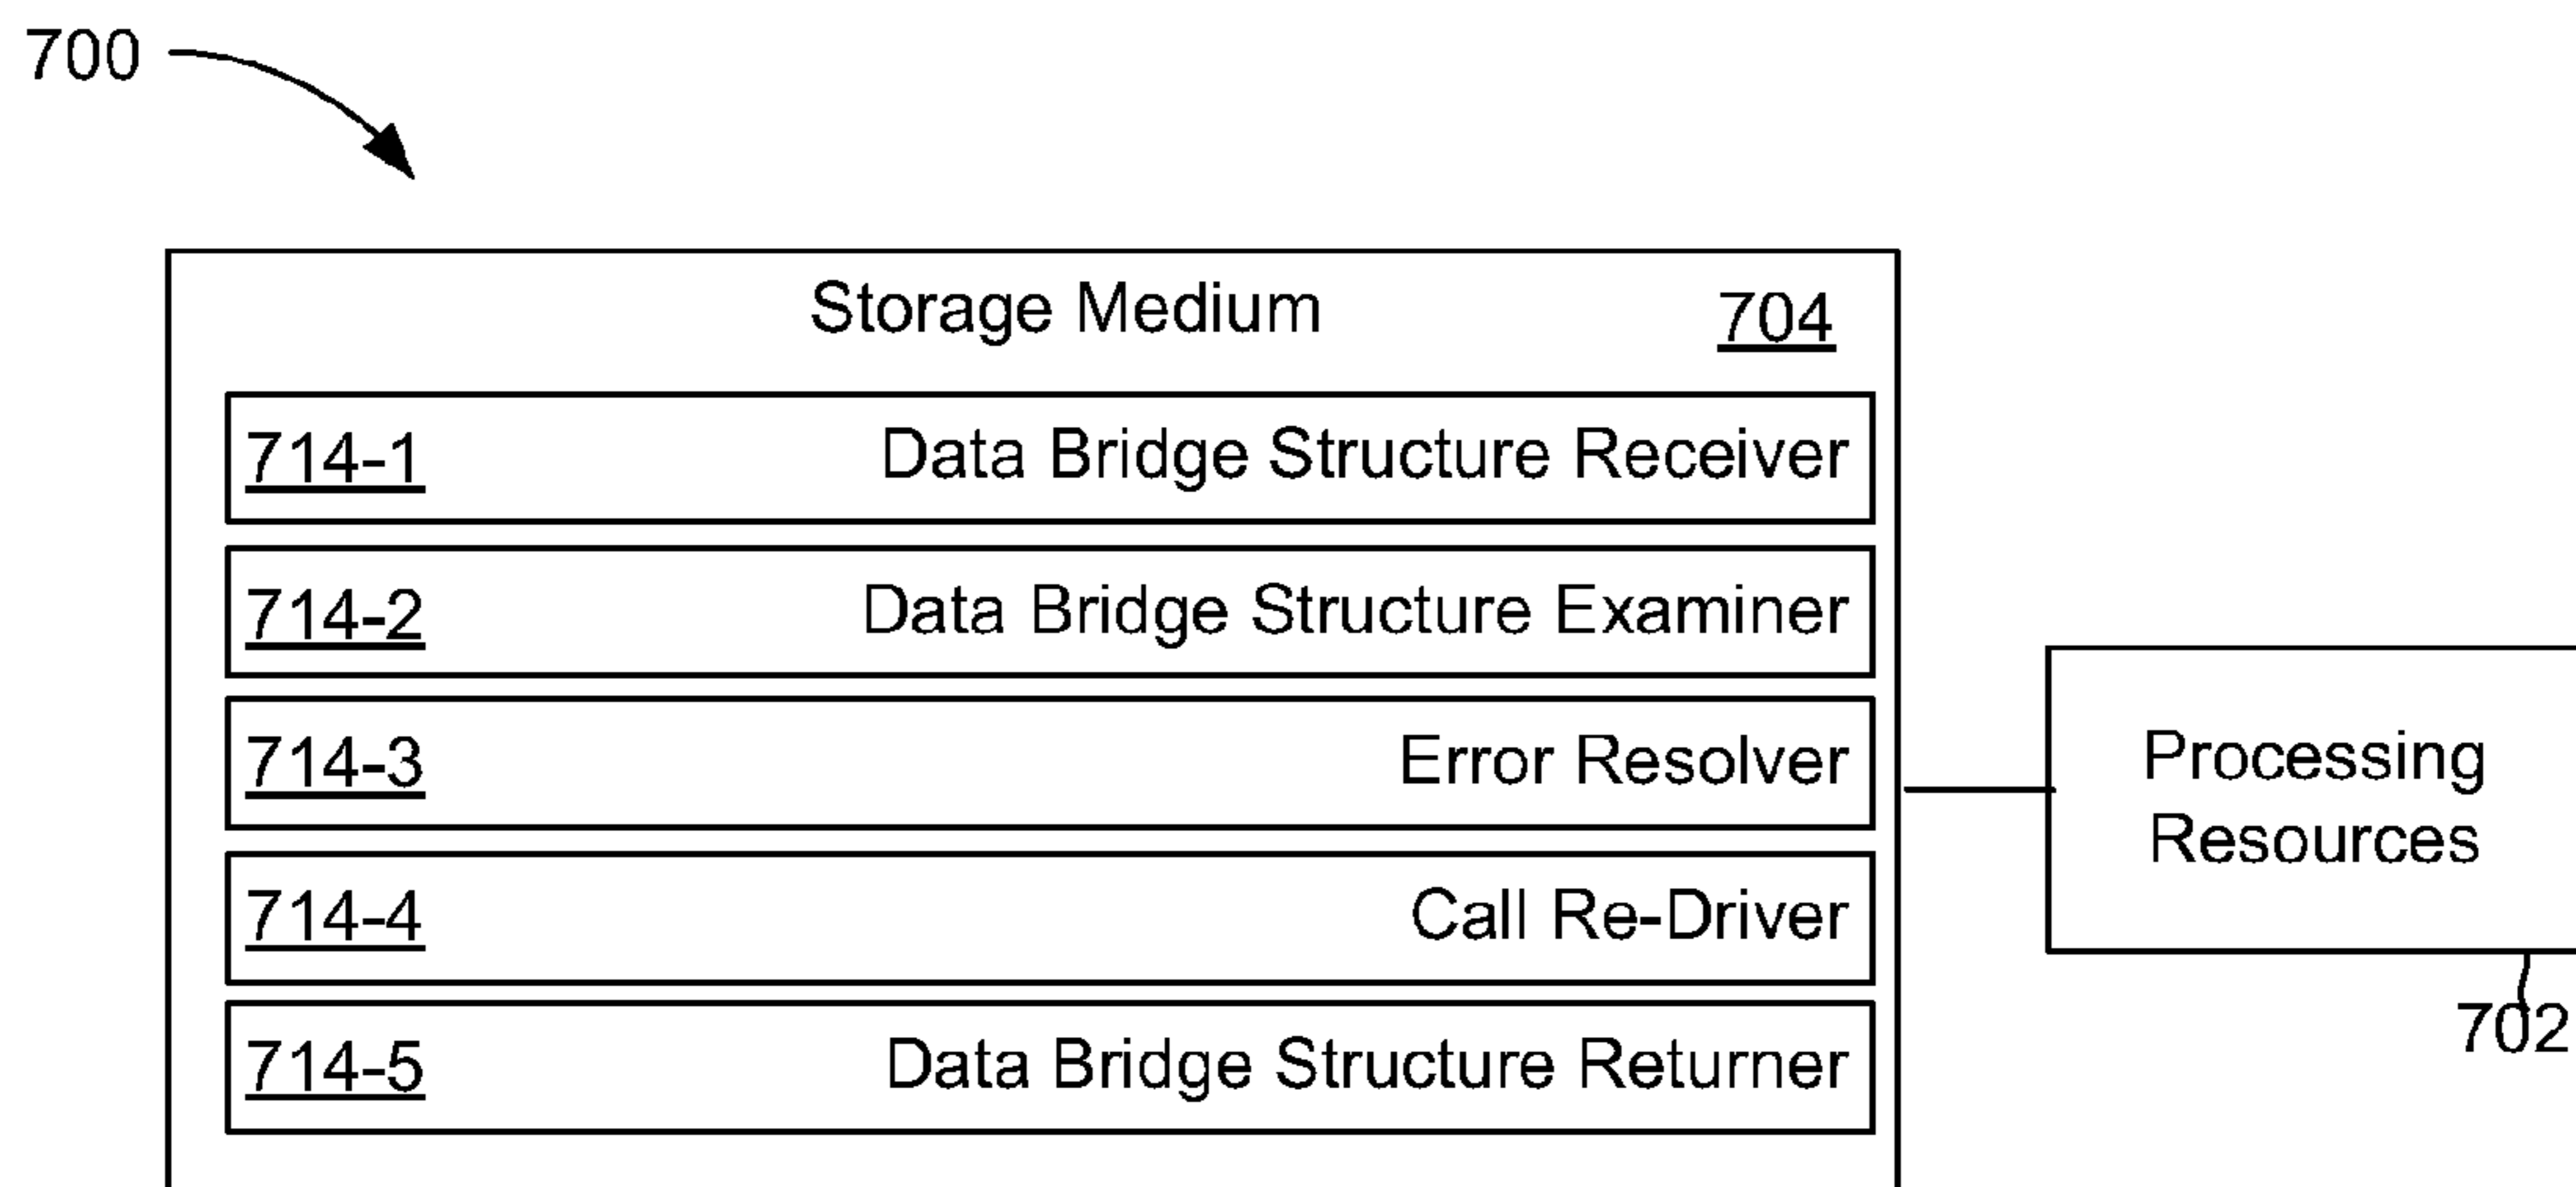 700
Storage Medium 704
714-1 Data Bridge Structure Receiver
714-2 Data Bridge Structure Examiner
714-3 Error Resolver
714-4 Call Re-Driver
714-5 Data Bridge Structure Returner
Processing
Resources
702